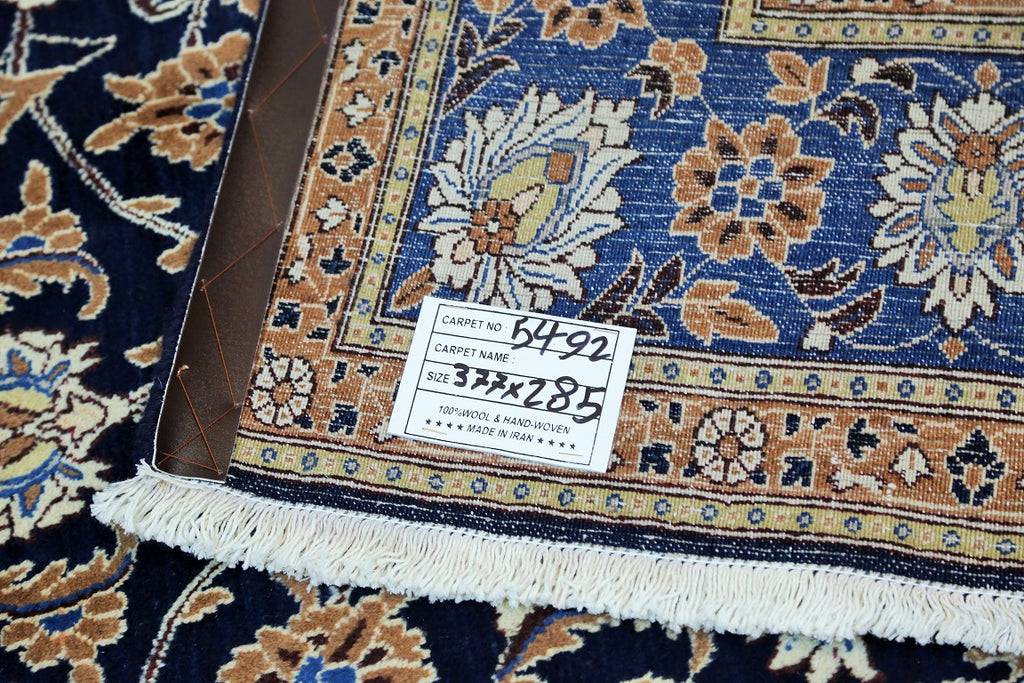 CARPET NO : 5492
CARPET NAME :
SIZE 377x285
100%WOOL & HAND-WOVEN
★ ★ ★ ★ MADE IN IRAN ★ ★ ★ ★